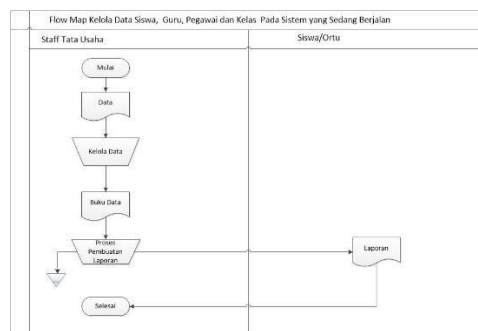 Flow Map Kelola Data Siswa, Guru, Pegawai dan Kelas Pada Sistem yang Sedang Berjalan
Staff Tata Usaha
Siswa/Ortu
Mulai
Data
Kelola Data
Buku Data
Proses
Pembuatan
Laporan
Laporan
Selesai